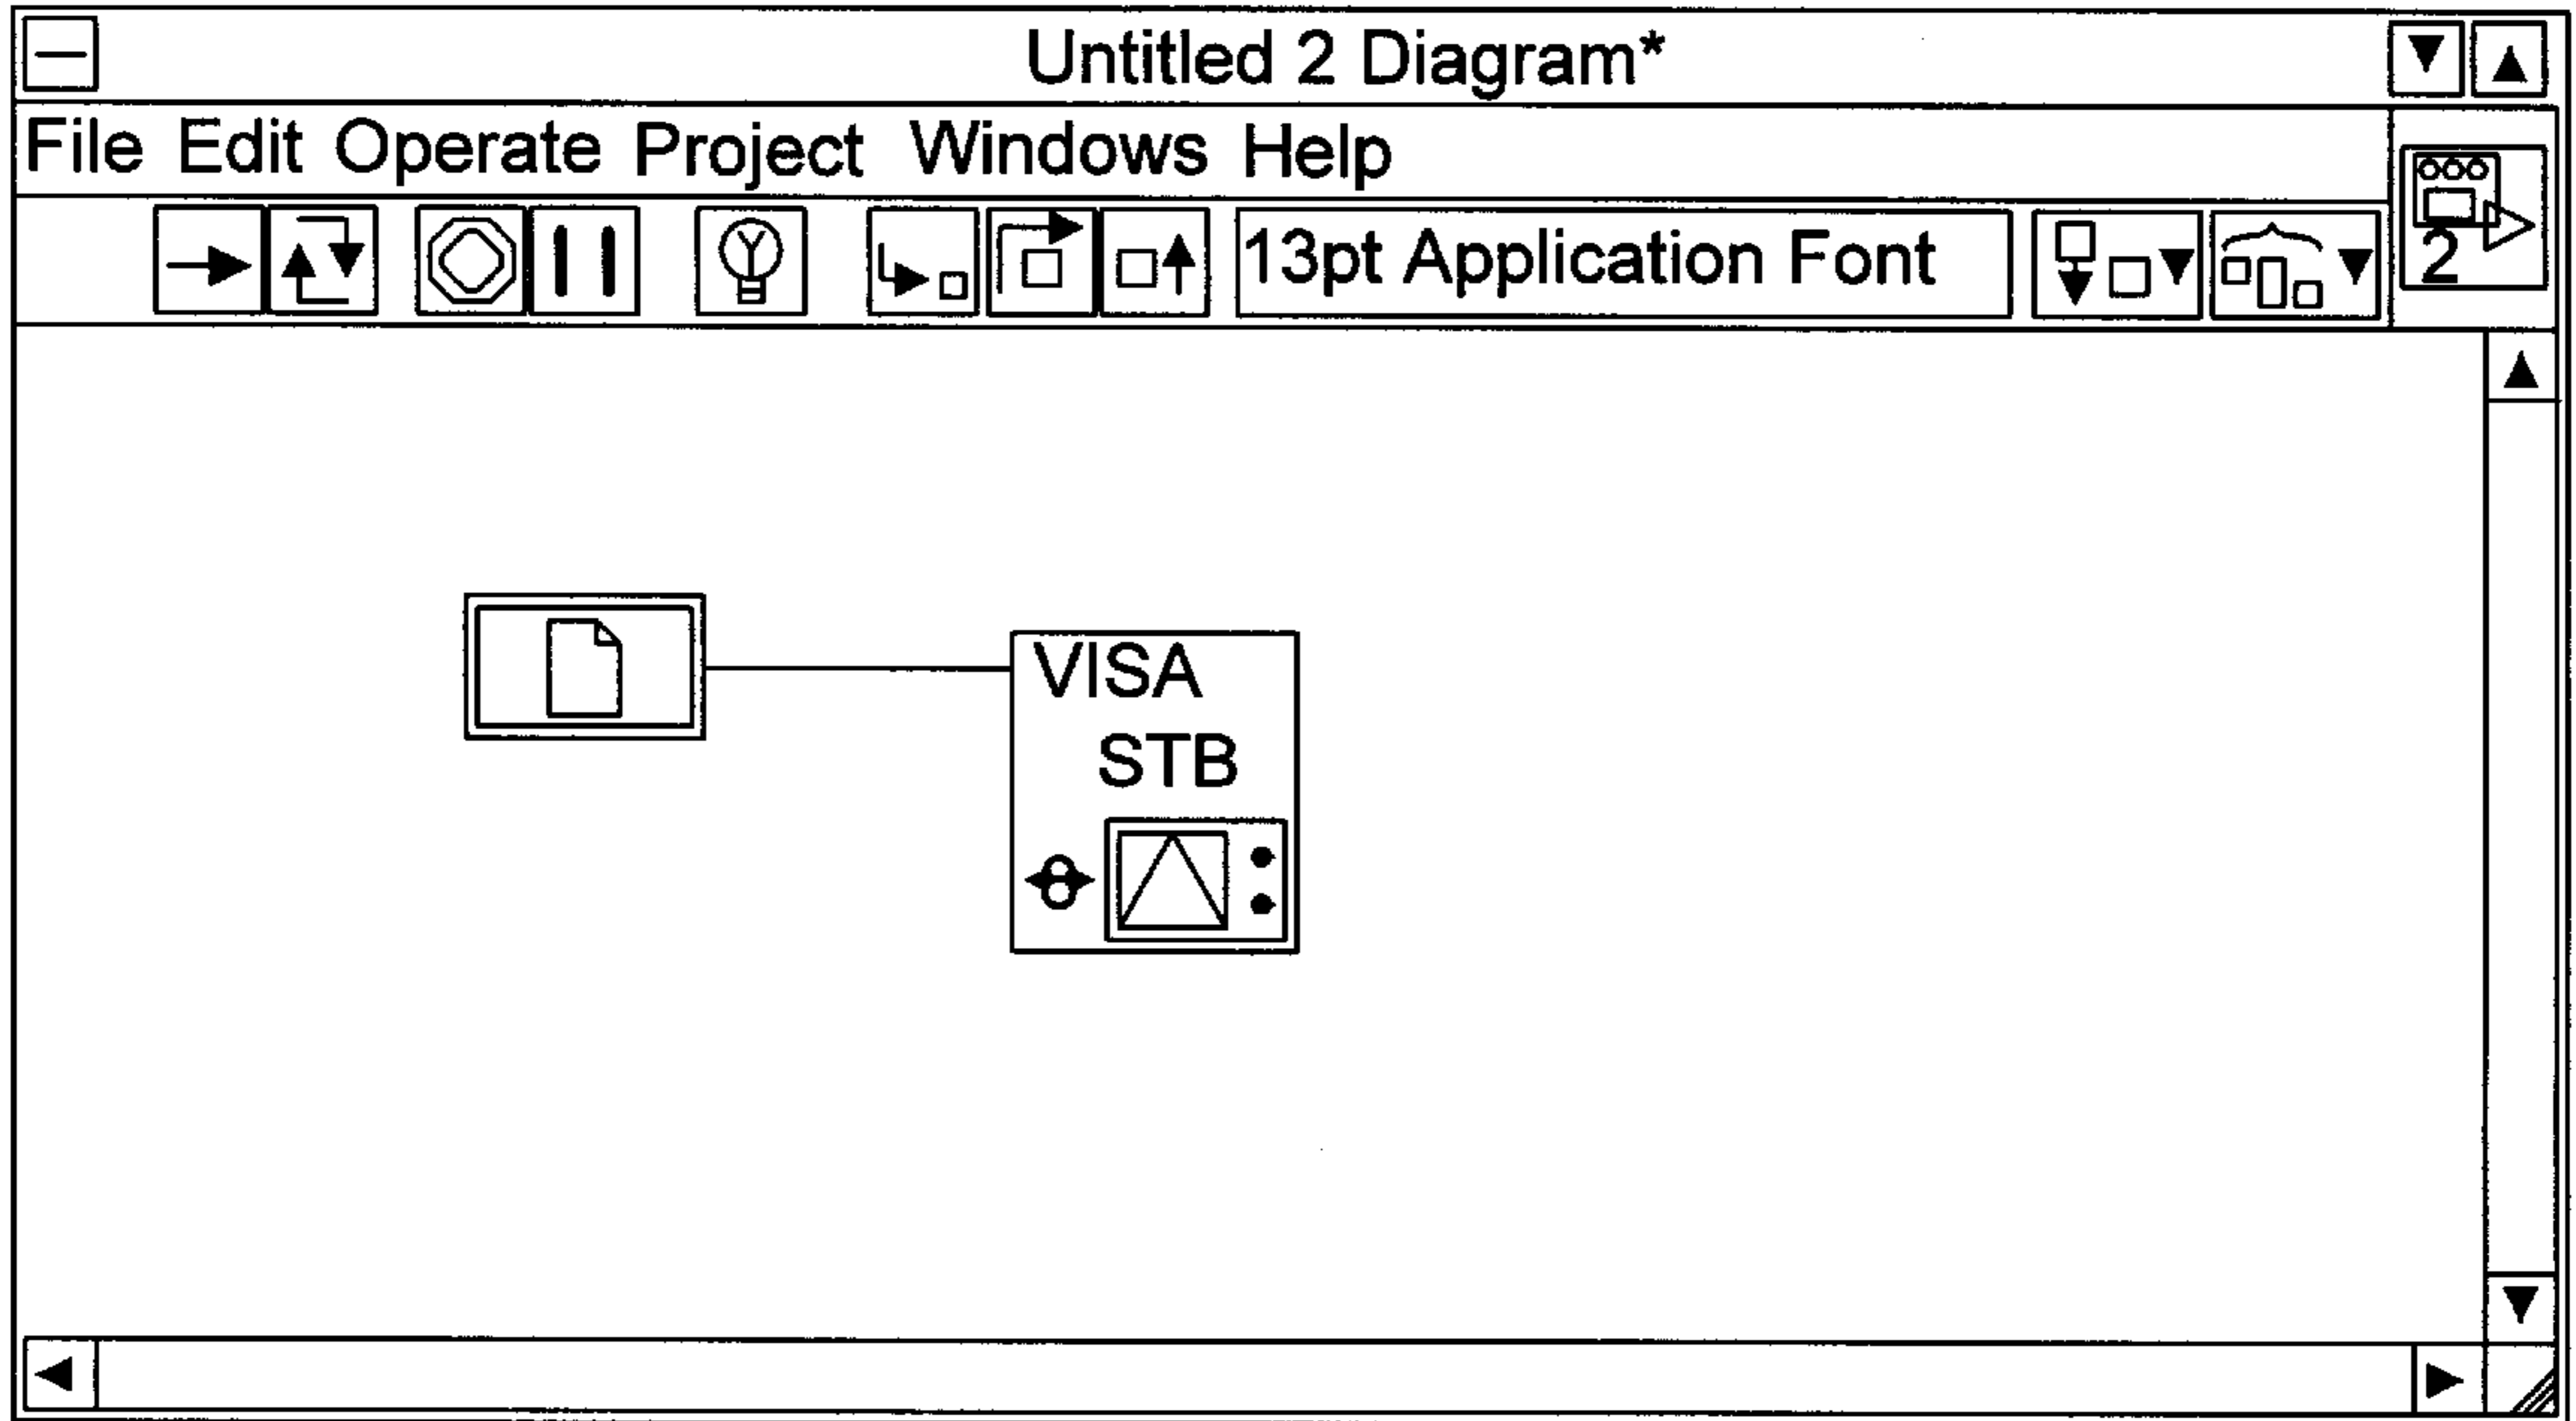 Untitled 2 Diagram*
File Edit Operate Project Windows Help
13pt Application Font
2
VISA
STB